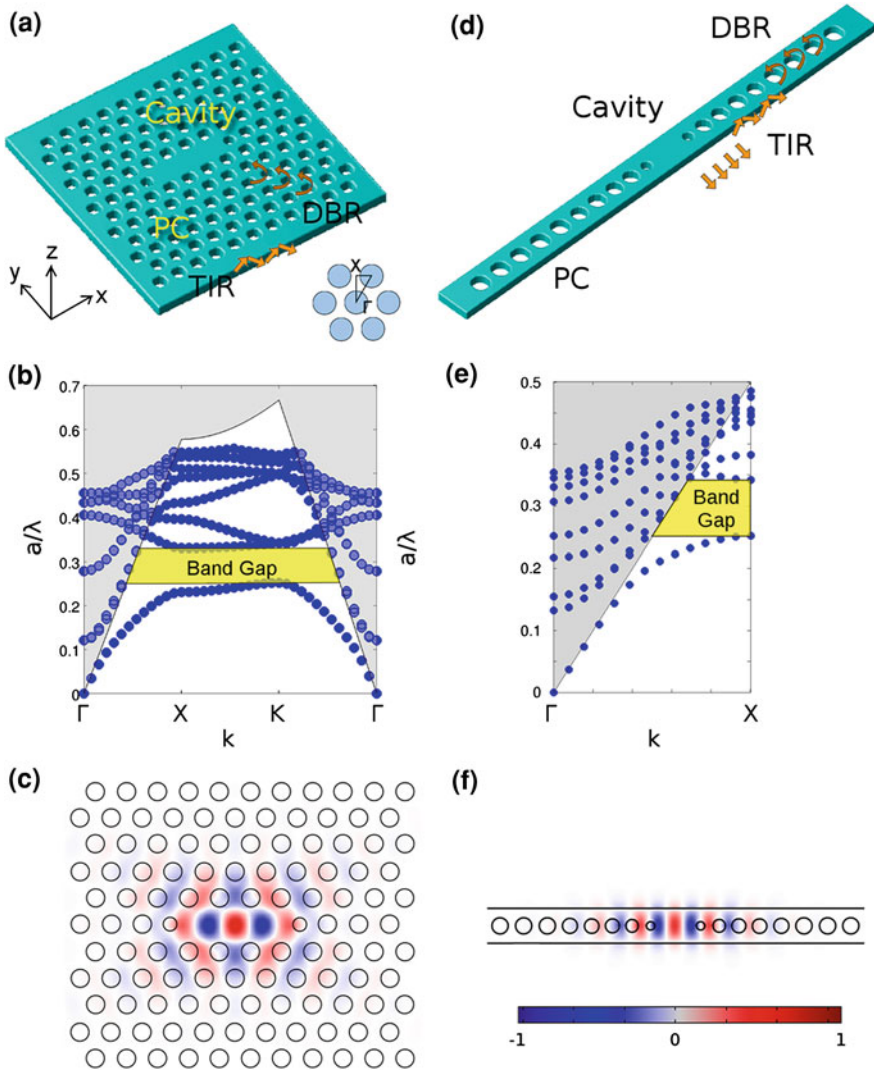 (a)
Cavity
PC
DBR
TIR
z
y
x
X
Γ
(d)
DBR
Cavity
TIR
PC
(b)
0.7
0.6
0.5
0.4
0.3
0.2
0.1
0
a/λ
Band Gap
Γ
X
K
Γ
k
(e)
0.5
0.4
0.3
0.2
0.1
0
a/λ
Band
Gap
Γ
X
k
(c)
(f)
-1
0
1